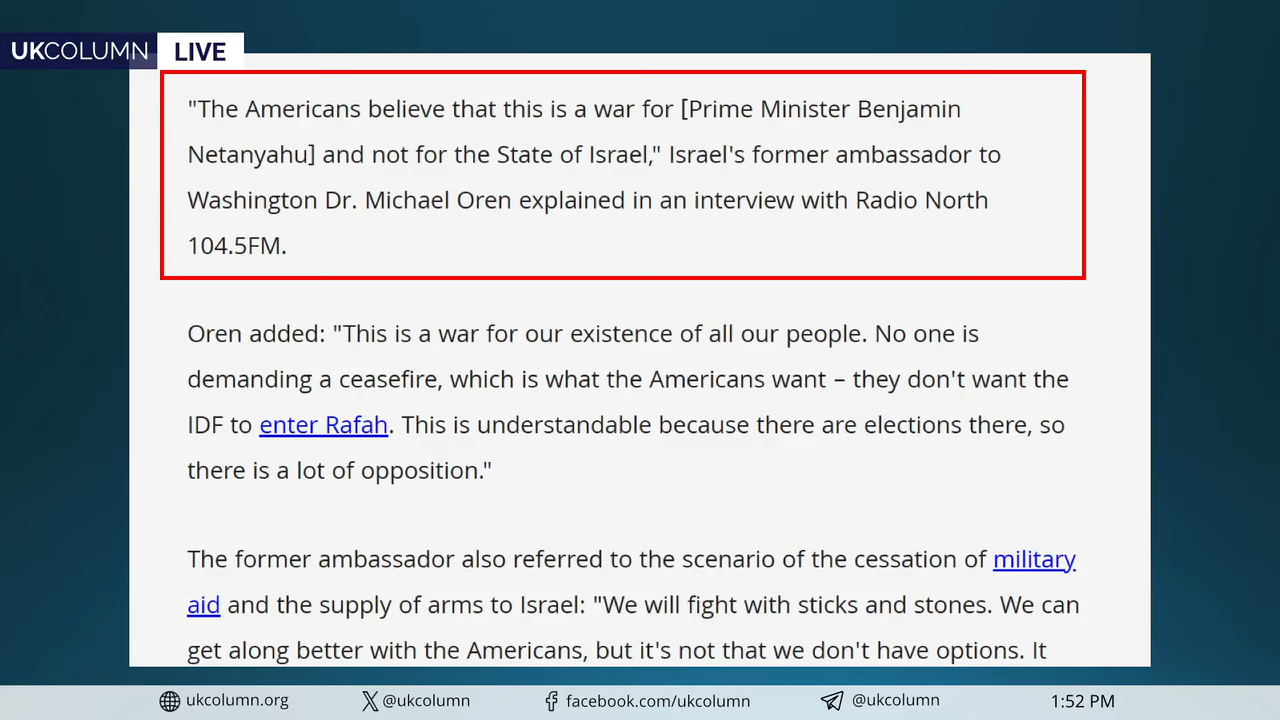 UKCOLUMN LIVE
"The Americans believe that this is a war for [Prime Minister Benjamin
Netanyahu] and not for the State of Israel," Israel's former ambassador to
Washington Dr. Michael Oren explained in an interview with Radio North
104.5FM.
Oren added: "This is a war for our existence of all our people. No one is
demanding a ceasefire, which is what the Americans want – they don't want the
IDF to enter Rafah. This is understandable because there are elections there, so
there is a lot of opposition."
The former ambassador also referred to the scenario of the cessation of military
aid and the supply of arms to Israel: "We will fight with sticks and stones. We can
get along better with the Americans, but it's not that we don't have options. It
ukcolumn.org @ukcolumn facebook.com/ukcolumn @ukcolumn 1:52 PM